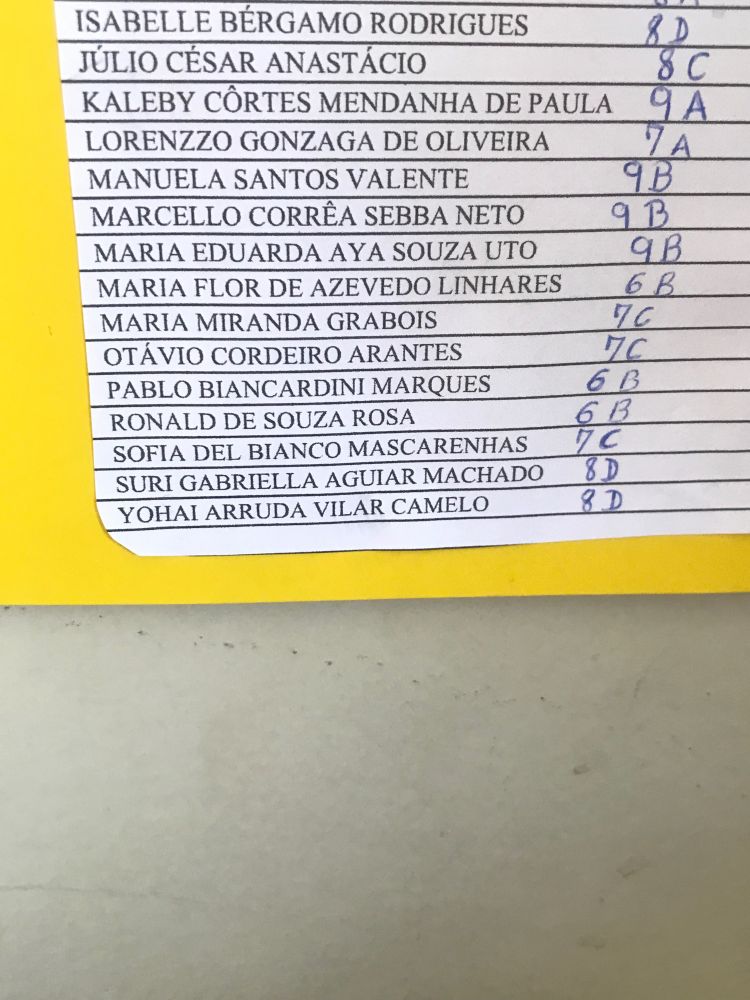 ISABELLE BÉRGAMO RODRIGUES 8D
JÚLIO CÉSAR ANASTÁCIO 8C
KALEBY CÔRTES MENDANHA DE PAULA 9A
LORENZZO GONZAGA DE OLIVEIRA 7A
MANUELA SANTOS VALENTE 9B
MARCELLO CORRÊA SEBBA NETO 9B
MARIA EDUARDA AYA SOUZA UTO 9B
MARIA FLOR DE AZEVEDO LINHARES 6B
MARIA MIRANDA GRABOIS 7C
OTÁVIO CORDEIRO ARANTES 7C
PABLO BIANCARDINI MARQUES 6B
RONALD DE SOUZA ROSA 6B
SOFIA DEL BIANCO MASCARENHAS 7C
SURI GABRIELLA AGUIAR MACHADO 8D
YOHAI ARRUDA VILAR CAMELO 8D